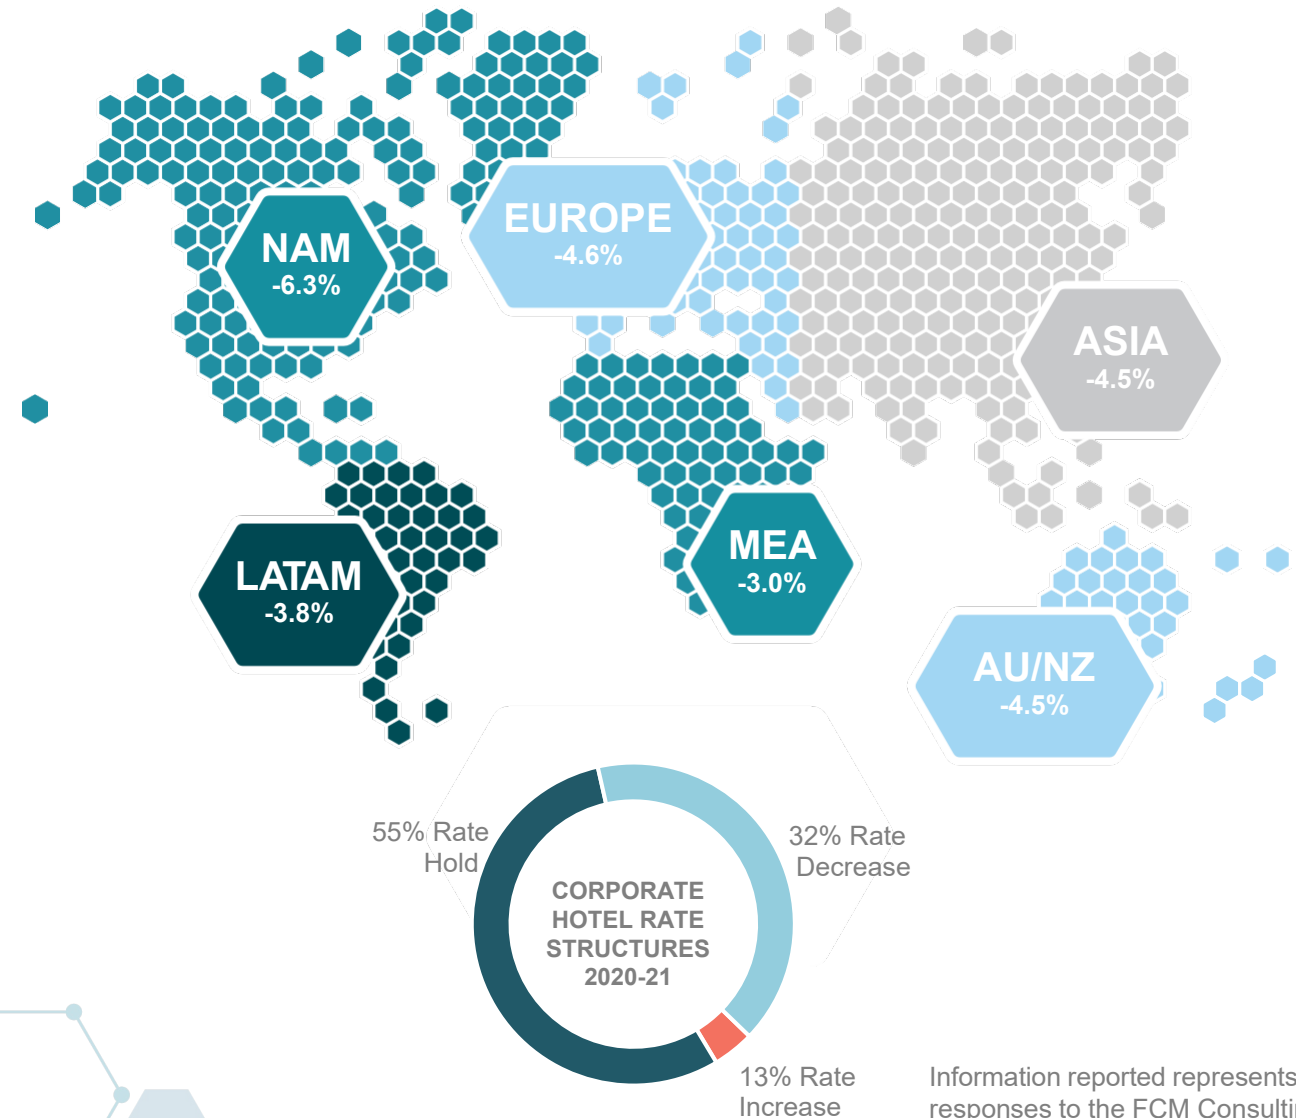 EUROPE
-4.6%
NAM
-6.3%
ASIA
-4.5%
MEA
-3.0%
LATAM
-3.8%
AU/NZ
-4.5%
55% Rate
Hold
32% Rate
Decrease
CORPORATE
HOTEL RATE
STRUCTURES
2020-21
13% Rate
Increase
Information reported represents
responses to the FCM Consultin